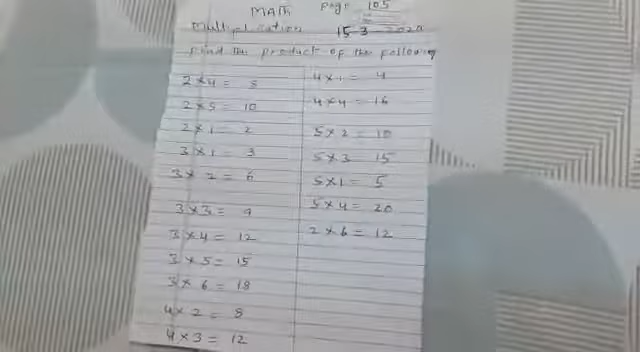 MATH Page 105
Multiplication 15-3-2020
Find the product of the following
2 x 4 = 8
2 x 5 = 10
2 x 1 = 2
3 x 1 = 3
3 x 2 = 6
3 x 3 = 9
3 x 4 = 12
3 x 5 = 15
3 x 6 = 18
4 x 2 = 8
4 x 3 = 12
4 x 1 = 4
4 x 4 = 16
5 x 2 = 10
5 x 3 = 15
5 x 1 = 5
5 x 4 = 20
2 x 6 = 12